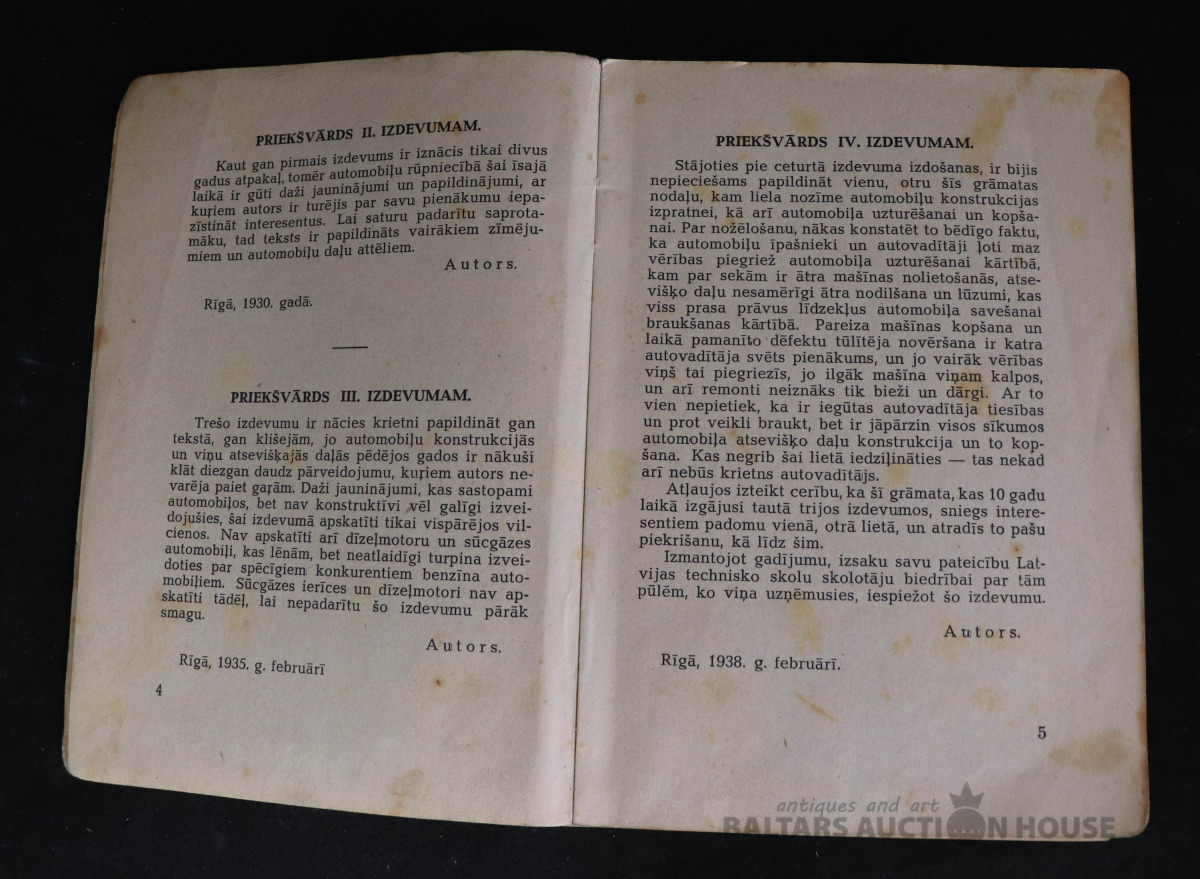 PRIEKŠVĀRDS II. IZDEVUMAM.
Kaut gan pirmais izdevums ir iznācis tikai divus
gadus atpakaļ, tomēr automobiļu rūpniecībā šai īsajā
laikā ir gūti daži jauninājumi un papildinājumi, ar
kuŗiem autors ir turējis par savu pienākumu iepa-
zīstināt interesentus. Lai saturu padarītu saprota-
māku, tad teksts ir papildināts vairākiem zīmēju-
miem un automobiļu daļu attēliem.
Autors.
Rīgā, 1930. gadā.
PRIEKŠVĀRDS III. IZDEVUMAM.
Trešo izdevumu ir nācies krietni papildināt gan
tekstā, gan klišejām, jo automobiļu konstrukcijās
un viņu atsevišķajās daļās pēdējos gados ir nākuši
klāt diezgan daudz pārveidojumu, kuŗiem autors ne-
varēja paiet gaŗām. Daži jauninājumi, kas sastopami
automobiļos, bet nav konstruktīvi vēl galīgi izvei-
dojušies, šai izdevumā apskatīti tikai vispārējos vil-
cienos. Nav apskatīti arī dīzeļmotoru un sūcgāzes
automobiļi, kas lēnām, bet neatlaidīgi turpina izvei-
doties par spēcīgiem konkurentiem benzīna auto-
mobiļiem. Sūcgāzes ierīces un dīzeļmotori nav ap-
skatīti tādēļ, lai nepadarītu šo izdevumu pārāk
smagu.
Autors.
Rīgā, 1935. g. februārī
4
PRIEKŠVĀRDS IV. IZDEVUMAM.
Stājoties pie ceturtā izdevuma izdošanas, ir bijis
nepieciešams papildināt vienu, otru šīs grāmatas
nodaļu, kam liela nozīme automobiļu konstrukcijas
izpratnei, kā arī automobiļa uzturēšanai un kopša-
nai. Par nožēlošanu, nākas konstatēt to bēdīgo faktu,
ka automobiļu īpašnieki un autovadītāji ļoti maz
vērības piegriež automobiļa uzturēšanai kārtībā,
kam par sekām ir ātra mašīnas nolietošanās, atse-
višķo daļu nesamērīgi ātra nodilšana un lūzumi, kas
viss prasa prāvus līdzekļus automobiļa savešanai
braukšanas kārtībā. Pareiza mašīnas kopšana un
laikā pamanīto dēfektu tūlītēja novēršana ir katra
autovadītāja svēts pienākums, un jo vairāk vērības
viņš tai piegriezīs, jo ilgāk mašīna viņam kalpos,
un arī remonti neiznāks tik bieži un dārgi. Ar to
vien nepietiek, ka ir iegūtas autovadītāja tiesības
un prot veikli braukt, bet ir jāpārzin visos sīkumos
automobiļa atsevišķo daļu konstrukcija un to kop-
šana. Kas negrib šai lietā iedziļināties — tas nekad
arī nebūs krietns autovadītājs.
Atļaujos izteikt cerību, ka šī grāmata, kas 10 gadu
laikā izgājusi tautā trijos izdevumos, sniegs intere-
sentiem padomu vienā, otrā lietā, un atradīs to pašu
piekrišanu, kā līdz šim.
Izmantojot gadījumu, izsaku savu pateicību Lat-
vijas technisko skolu skolotāju biedrībai par tām
pūlēm, ko viņa uzņēmusies, iespiežot šo izdevumu.
Autors.
Rīgā, 1938. g. februārī.
5
antiques and art
BALTARS AUCTION HOUSE